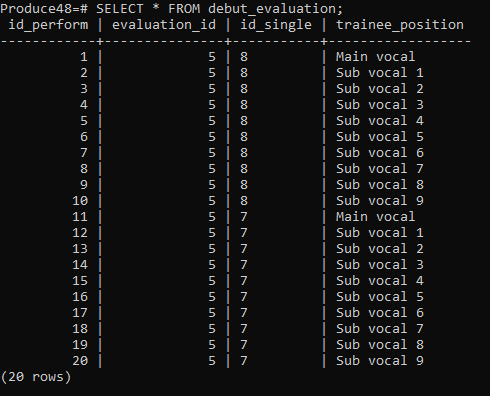 Produce48=# SELECT * FROM debut_evaluation;
 id_perform | evaluation_id | id_single | trainee_position
------------+---------------+-----------+------------------
          1 |             5 | 8         | Main vocal
          2 |             5 | 8         | Sub vocal 1
          3 |             5 | 8         | Sub vocal 2
          4 |             5 | 8         | Sub vocal 3
          5 |             5 | 8         | Sub vocal 4
          6 |             5 | 8         | Sub vocal 5
          7 |             5 | 8         | Sub vocal 6
          8 |             5 | 8         | Sub vocal 7
          9 |             5 | 8         | Sub vocal 8
         10 |             5 | 8         | Sub vocal 9
         11 |             5 | 7         | Main vocal
         12 |             5 | 7         | Sub vocal 1
         13 |             5 | 7         | Sub vocal 2
         14 |             5 | 7         | Sub vocal 3
         15 |             5 | 7         | Sub vocal 4
         16 |             5 | 7         | Sub vocal 5
         17 |             5 | 7         | Sub vocal 6
         18 |             5 | 7         | Sub vocal 7
         19 |             5 | 7         | Sub vocal 8
         20 |             5 | 7         | Sub vocal 9
(20 rows)